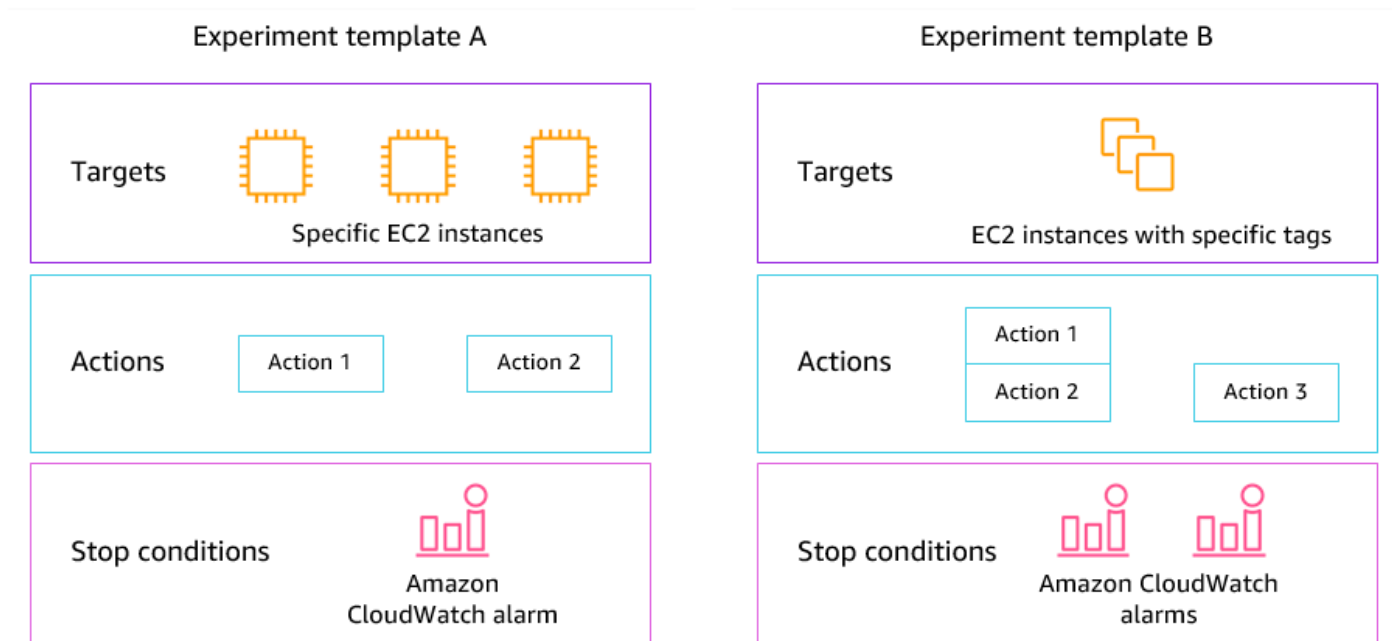 Experiment template A
Targets
Specific EC2 instances
Actions
Action 1
Action 2
Stop conditions
Amazon
CloudWatch alarm
Experiment template B
Targets
EC2 instances with specific tags
Actions
Action 1
Action 2
Action 3
Stop conditions
Amazon CloudWatch
alarms